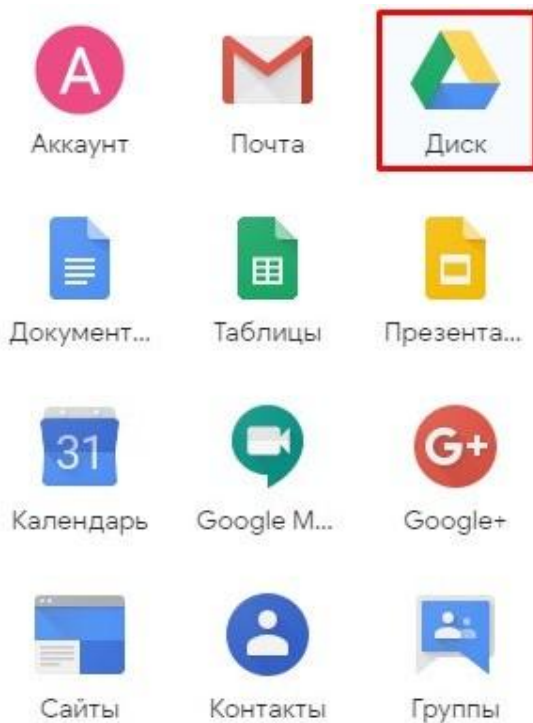 A
Аккаунт Почта Диск
Документ... Таблицы Презента...
31 G+
Календарь Google M... Google+
Сайты Контакты Группы